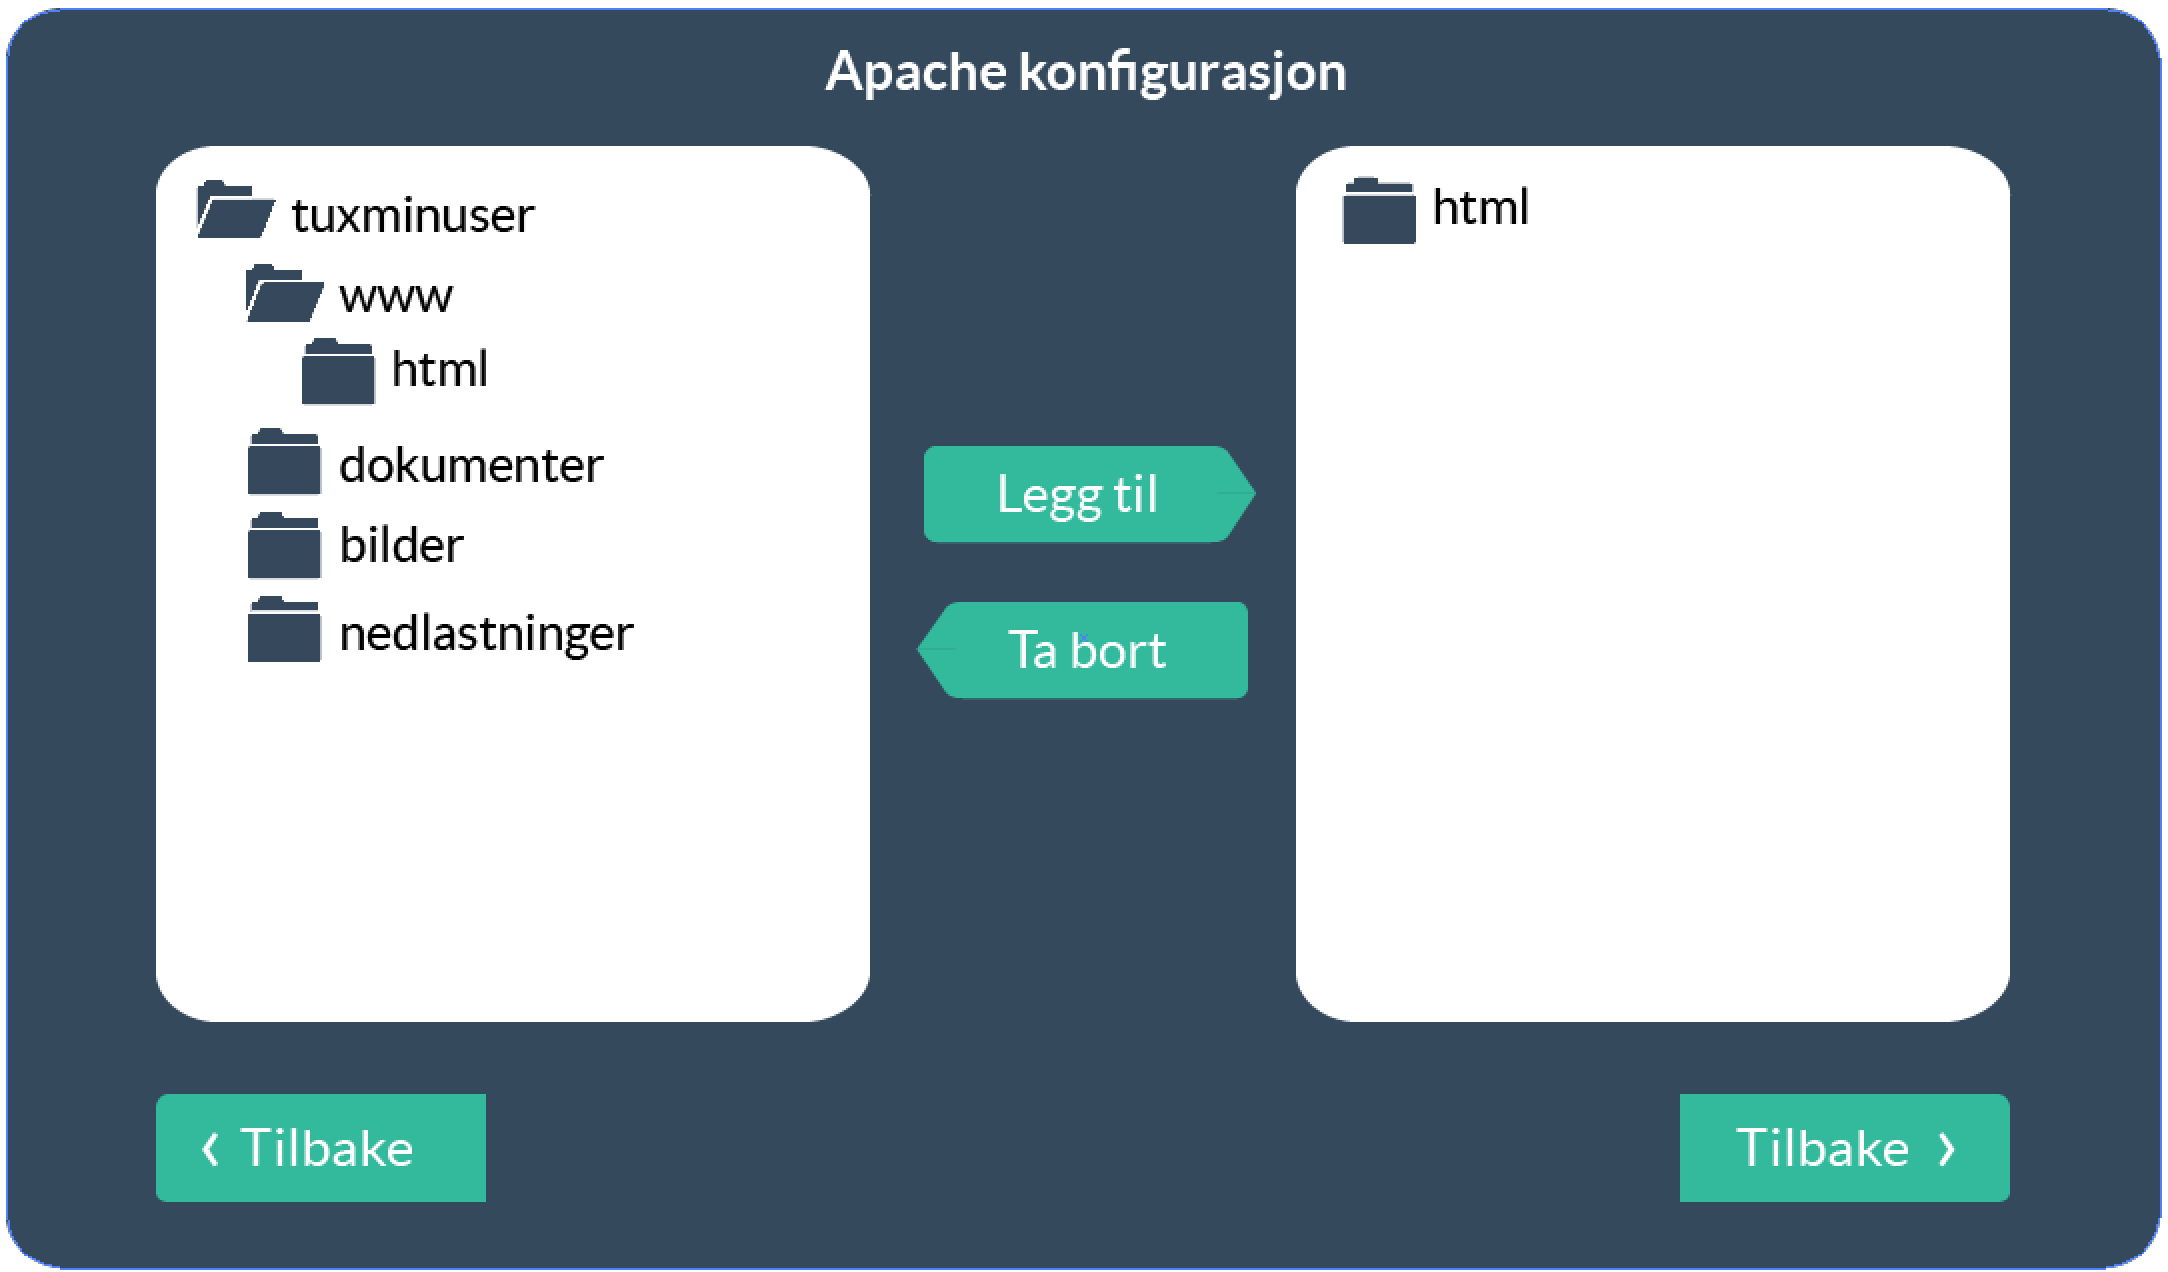 Apache konfigurasjon
tuxminuser
www
html
dokumenter
bilder
nedlastninger
Legg til
Ta bort
html
‹ Tilbake
Tilbake ›